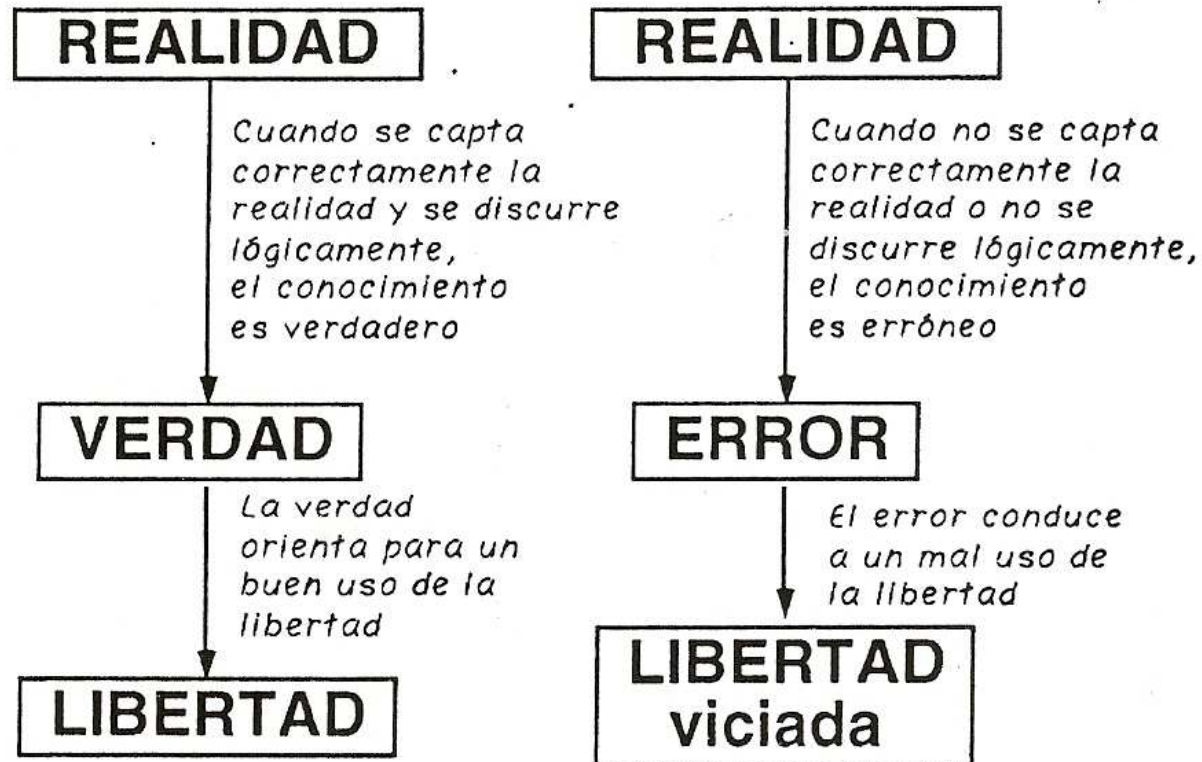 REALIDAD
Cuando se capta
correctamente la
realidad y se discurre
lógicamente,
el conocimiento
es verdadero
VERDAD
La verdad
orienta para un
buen uso de la
libertad
LIBERTAD
REALIDAD
Cuando no se capta
correctamente la
realidad o no se
discurre lógicamente,
el conocimiento
es erróneo
ERROR
El error conduce
a un mal uso de
la libertad
LIBERTAD
viciada